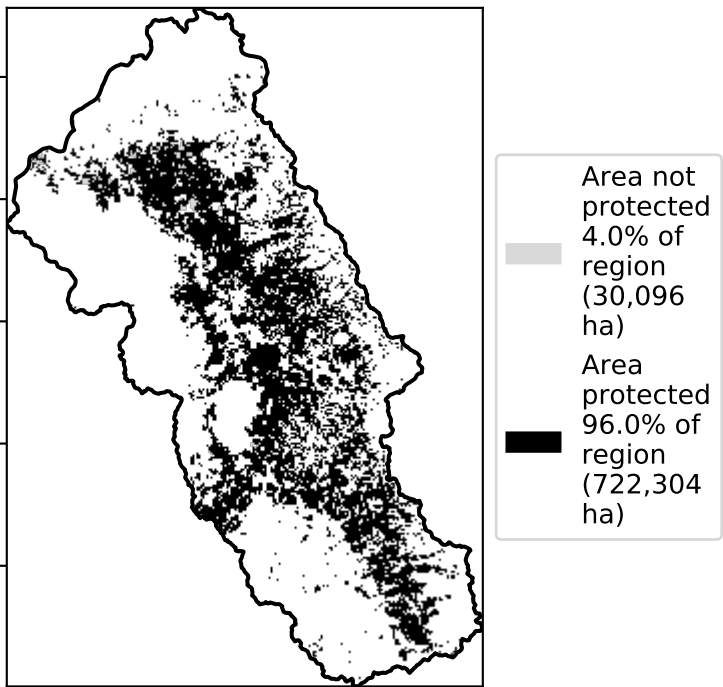 Area not
protected
4.0% of
region
(30,096
ha)
Area
protected
96.0% of
region
(722,304
ha)